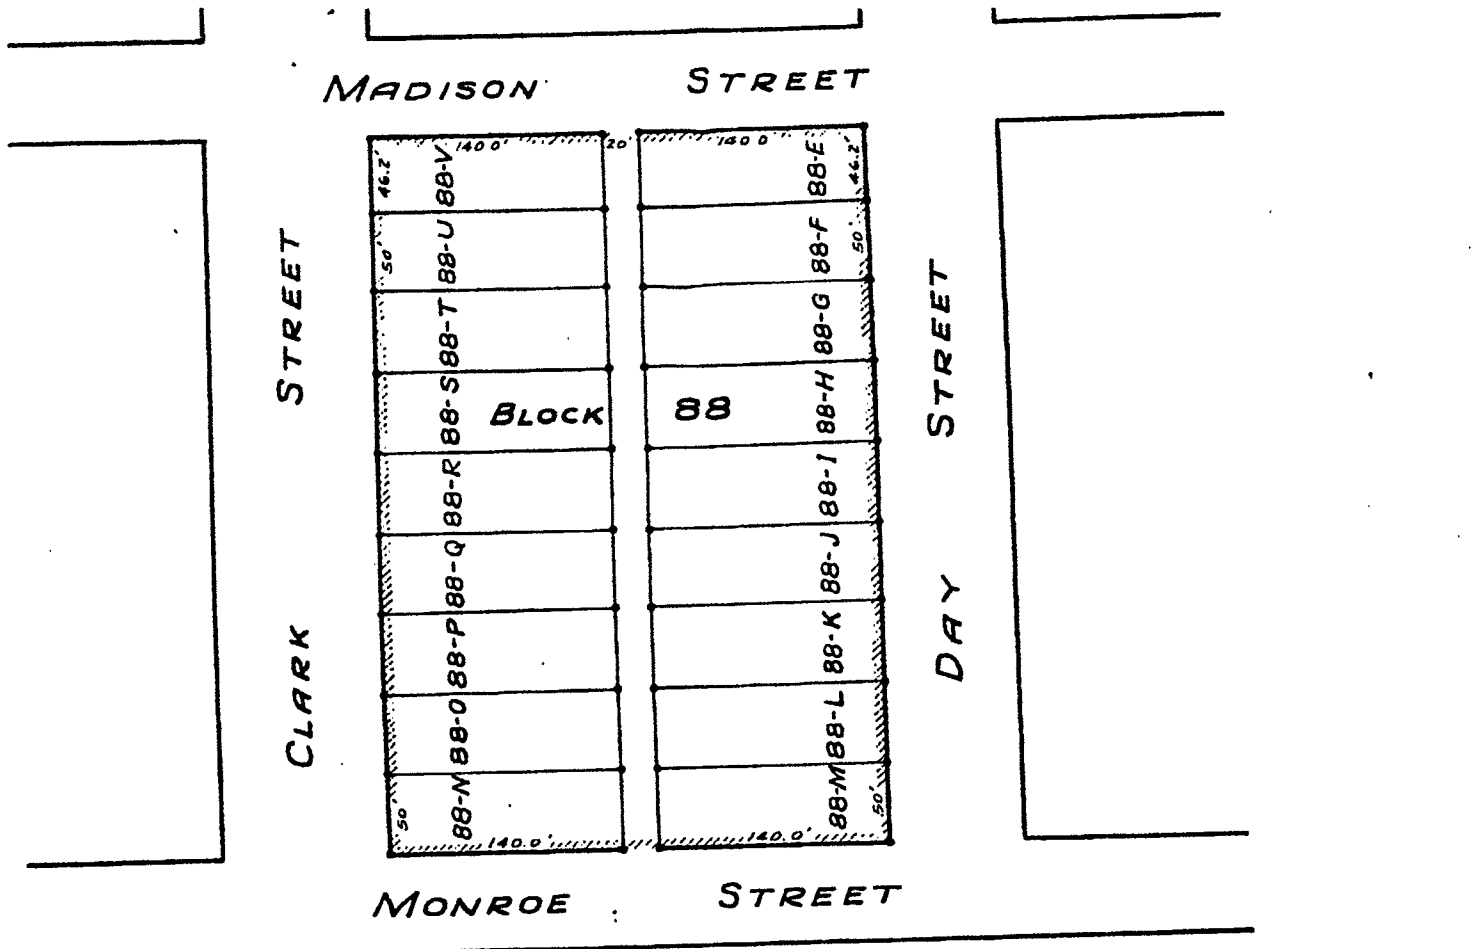 MADISON STREET
140.0' 20' 140.0
46.2' 88-V 88-E 46.2'
50' 88-U 88-F 50'
88-T 88-G
88-S 88-H
BLOCK 88
88-R 88-I
88-Q 88-J
88-P 88-K
88-O 88-L
50' 88-N 88-M 50'
140.0' 140.0'
CLARK STREET
DAY STREET
MONROE STREET